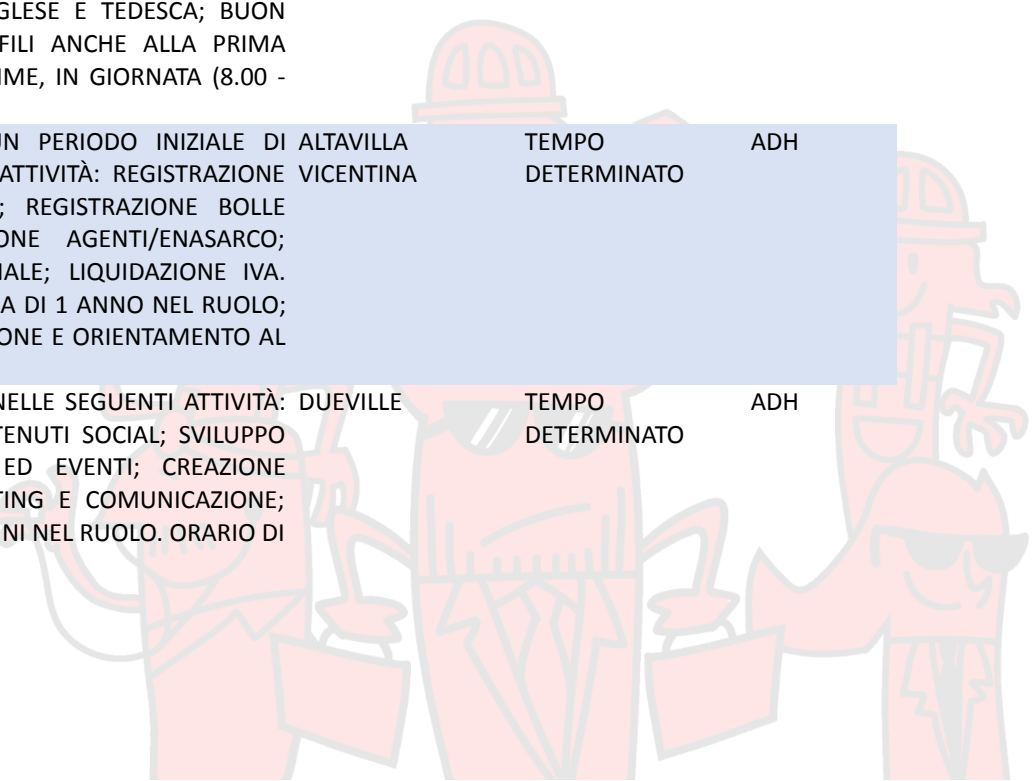 GLESE E TEDESCA; BUON
FILI ANCHE ALLA PRIMA
IME, IN GIORNATA (8.00 -
UN PERIODO INIZIALE DI ALTAVILLA TEMPO ADH
ATTIVITÀ: REGISTRAZIONE VICENTINA DETERMINATO
; REGISTRAZIONE BOLLE
ONE AGENTI/ENASARCO;
IALE; LIQUIDAZIONE IVA.
A DI 1 ANNO NEL RUOLO;
ONE E ORIENTAMENTO AL
NELLE SEGUENTI ATTIVITÀ: DUEVILLE TEMPO ADH
TENUTI SOCIAL; SVILUPPO DETERMINATO
ED EVENTI; CREAZIONE
TING E COMUNICAZIONE;
NI NEL RUOLO. ORARIO DI